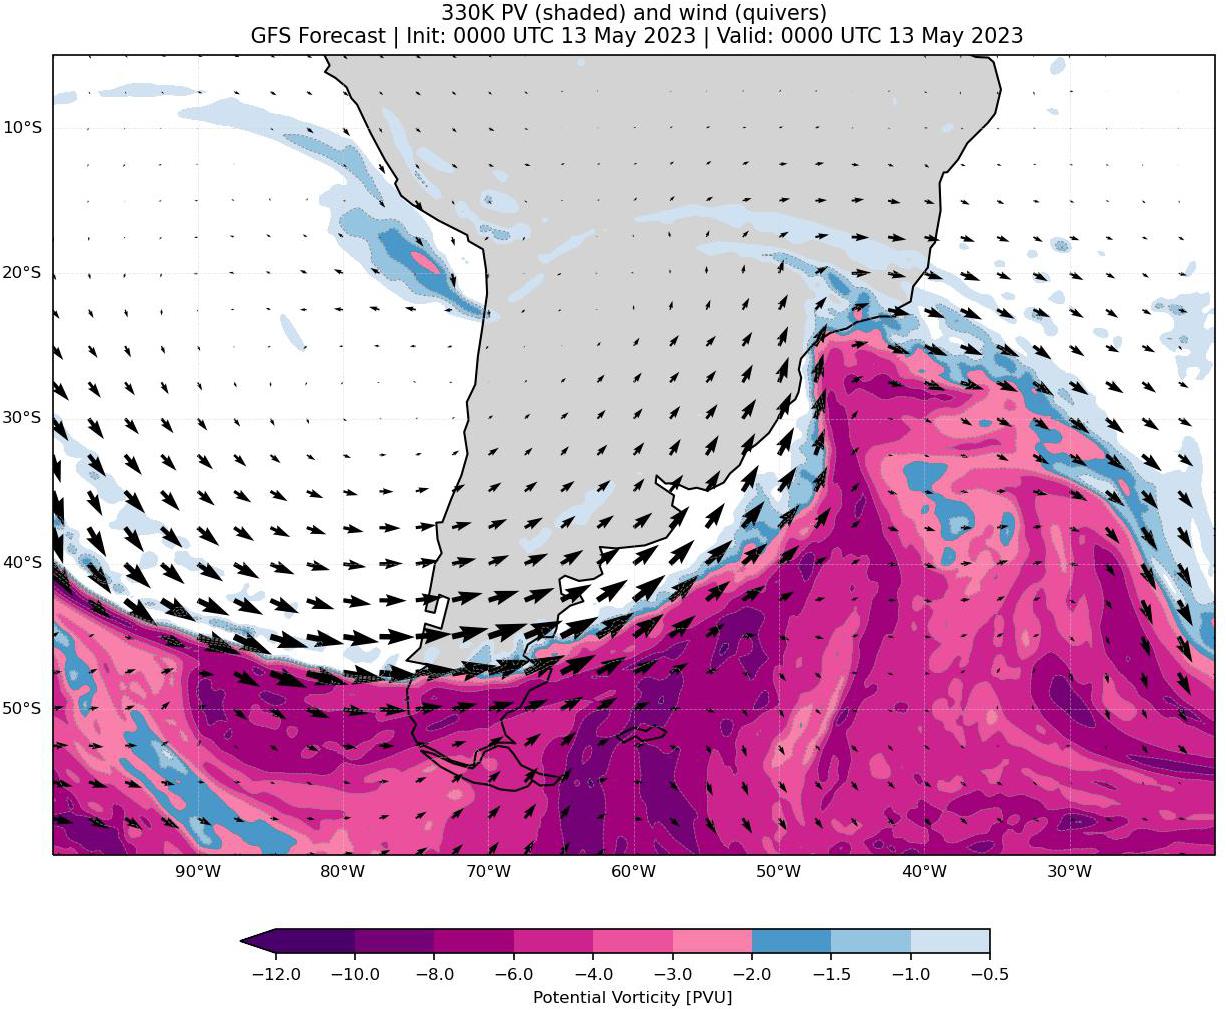 330K PV (shaded) and wind (quivers)
GFS Forecast | Init: 0000 UTC 13 May 2023 | Valid: 0000 UTC 13 May 2023
10°S
20°S
30°S
40°S
50°S
90°W 80°W 70°W 60°W 50°W 40°W 30°W
−12.0 −10.0 −8.0 −6.0 −4.0 −3.0 −2.0 −1.5 −1.0 −0.5
Potential Vorticity [PVU]